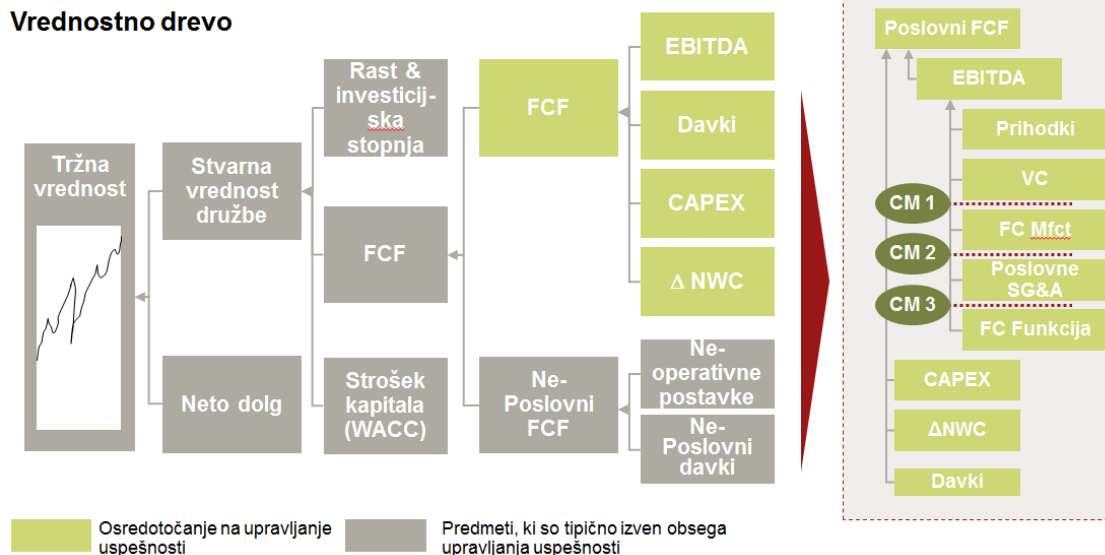 Vrednostno drevo
Tržna
vrednost
Stvarna
vrednost
družbe
Neto dolg
Rast &
investicij-
ska
stopnja
FCF
Strošek
kapitala
(WACC)
FCF
Ne-
Poslovni
FCF
EBITDA
Davki
CAPEX
Δ NWC
Ne-
operativne
postavke
Ne-
Poslovni
davki
Poslovni FCF
EBITDA
Prihodki
VC
CM 1
FC Mfct
CM 2
Poslovne
SG&A
CM 3
FC Funkcija
CAPEX
ΔNWC
Davki
Osredotočanje na upravljanje
uspešnosti
Predmeti, ki so tipično izven obsega
upravljanja uspešnosti